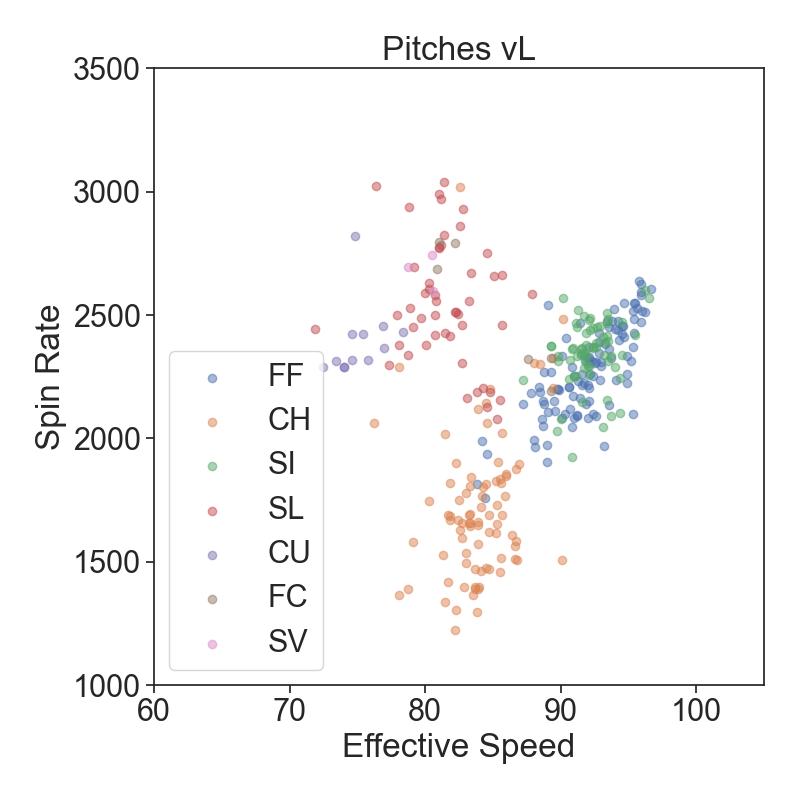 Pitches vL
3500
3000
2500
2000
1500
1000
Spin Rate
FF
CH
SI
SL
CU
FC
SV
60 70 80 90 100
Effective Speed